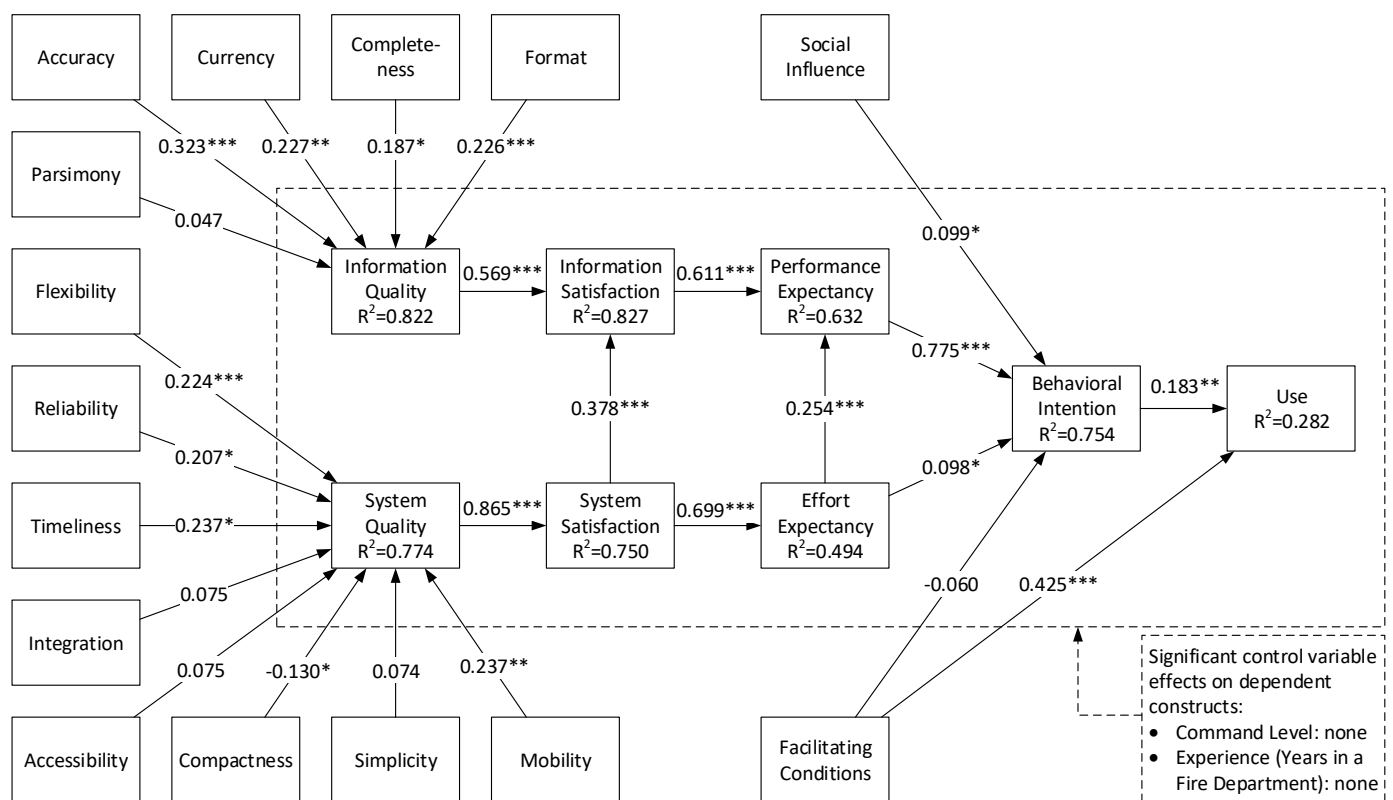 Accuracy
Currency
Complete-
ness
Format
Social
Influence
0.323***
0.227**
0.187*
0.226***
Parsimony
0.047
0.099*
Flexibility
Information
Quality
R²=0.822
0.569***
Information
Satisfaction
R²=0.827
0.611***
Performance
Expectancy
R²=0.632
0.775***
0.224***
Reliability
0.207*
0.378***
0.254***
Behavioral
Intention
R²=0.754
0.183**
Use
R²=0.282
0.098*
Timeliness
0.237*
System
Quality
R²=0.774
0.865***
System
Satisfaction
R²=0.750
0.699***
Effort
Expectancy
R²=0.494
0.075
Integration
-0.060
0.425***
0.075
-0.130*
0.074
0.237**
Accessibility
Compactness
Simplicity
Mobility
Facilitating
Conditions
Significant control variable
effects on dependent
constructs:
• Command Level: none
• Experience (Years in a
Fire Department): none